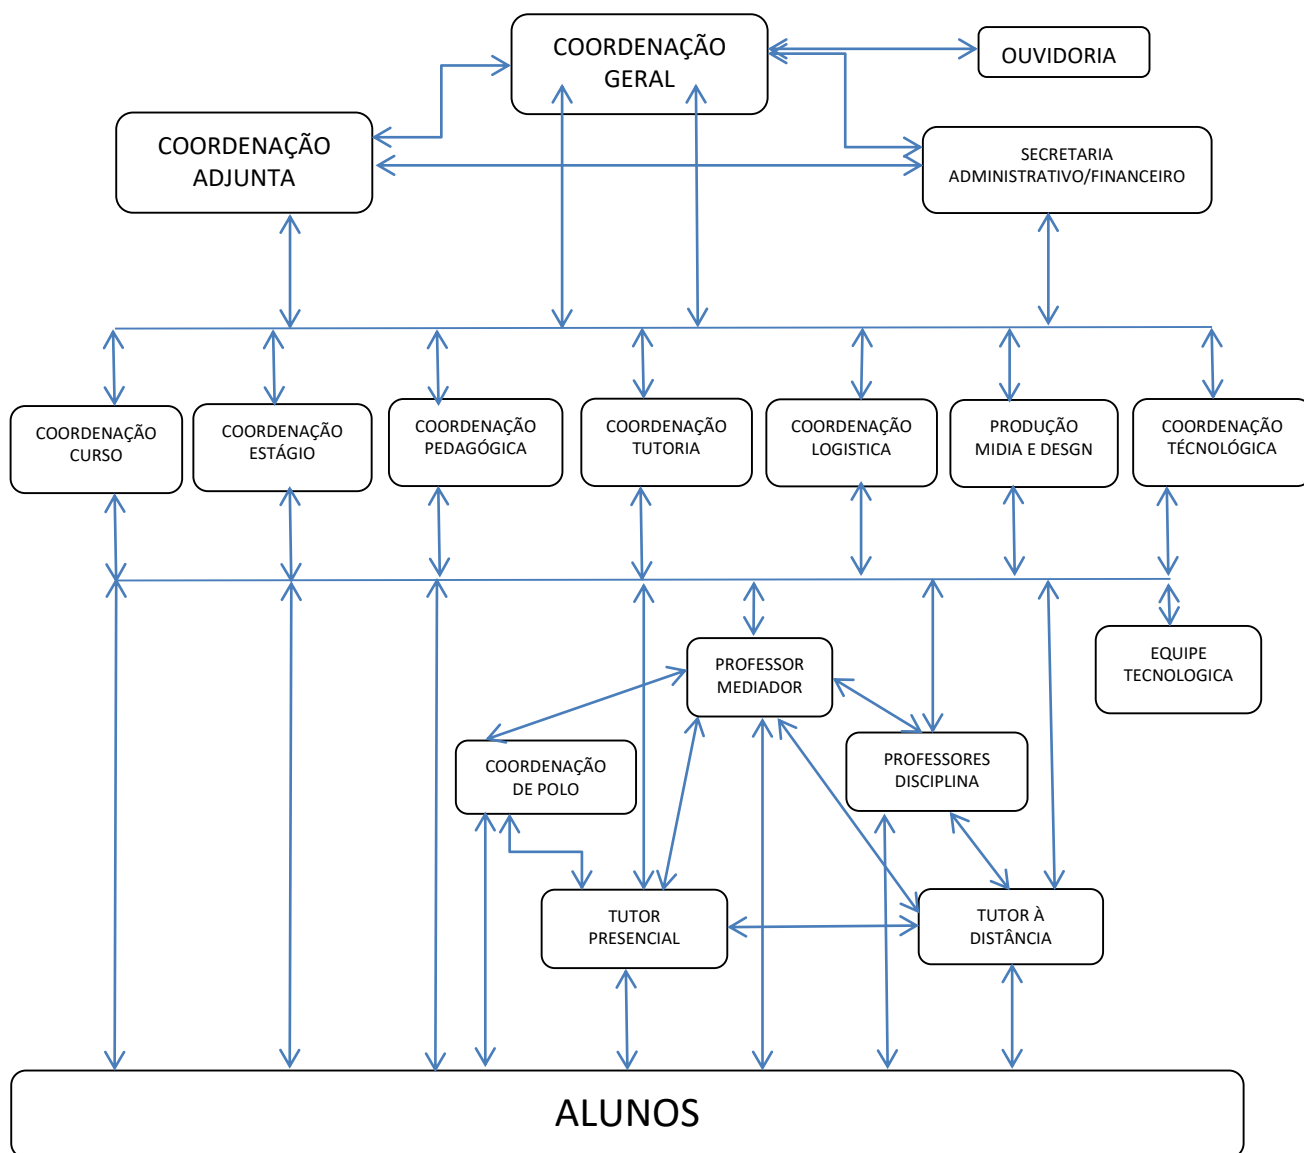 COORDENAÇÃO
GERAL
OUVIDORIA
COORDENAÇÃO
ADJUNTA
SECRETARIA
ADMINISTRATIVO/FINANCEIRO
COORDENAÇÃO
CURSO
COORDENAÇÃO
ESTÁGIO
COORDENAÇÃO
PEDAGÓGICA
COORDENAÇÃO
TUTORIA
COORDENAÇÃO
LOGISTICA
PRODUÇÃO
MIDIA E DESGN
COORDENAÇÃO
TÉCNOLÓGICA
PROFESSOR
MEDIADOR
EQUIPE
TECNOLOGICA
COORDENAÇÃO
DE POLO
PROFESSORES
DISCIPLINA
TUTOR
PRESENCIAL
TUTOR À
DISTÂNCIA
ALUNOS